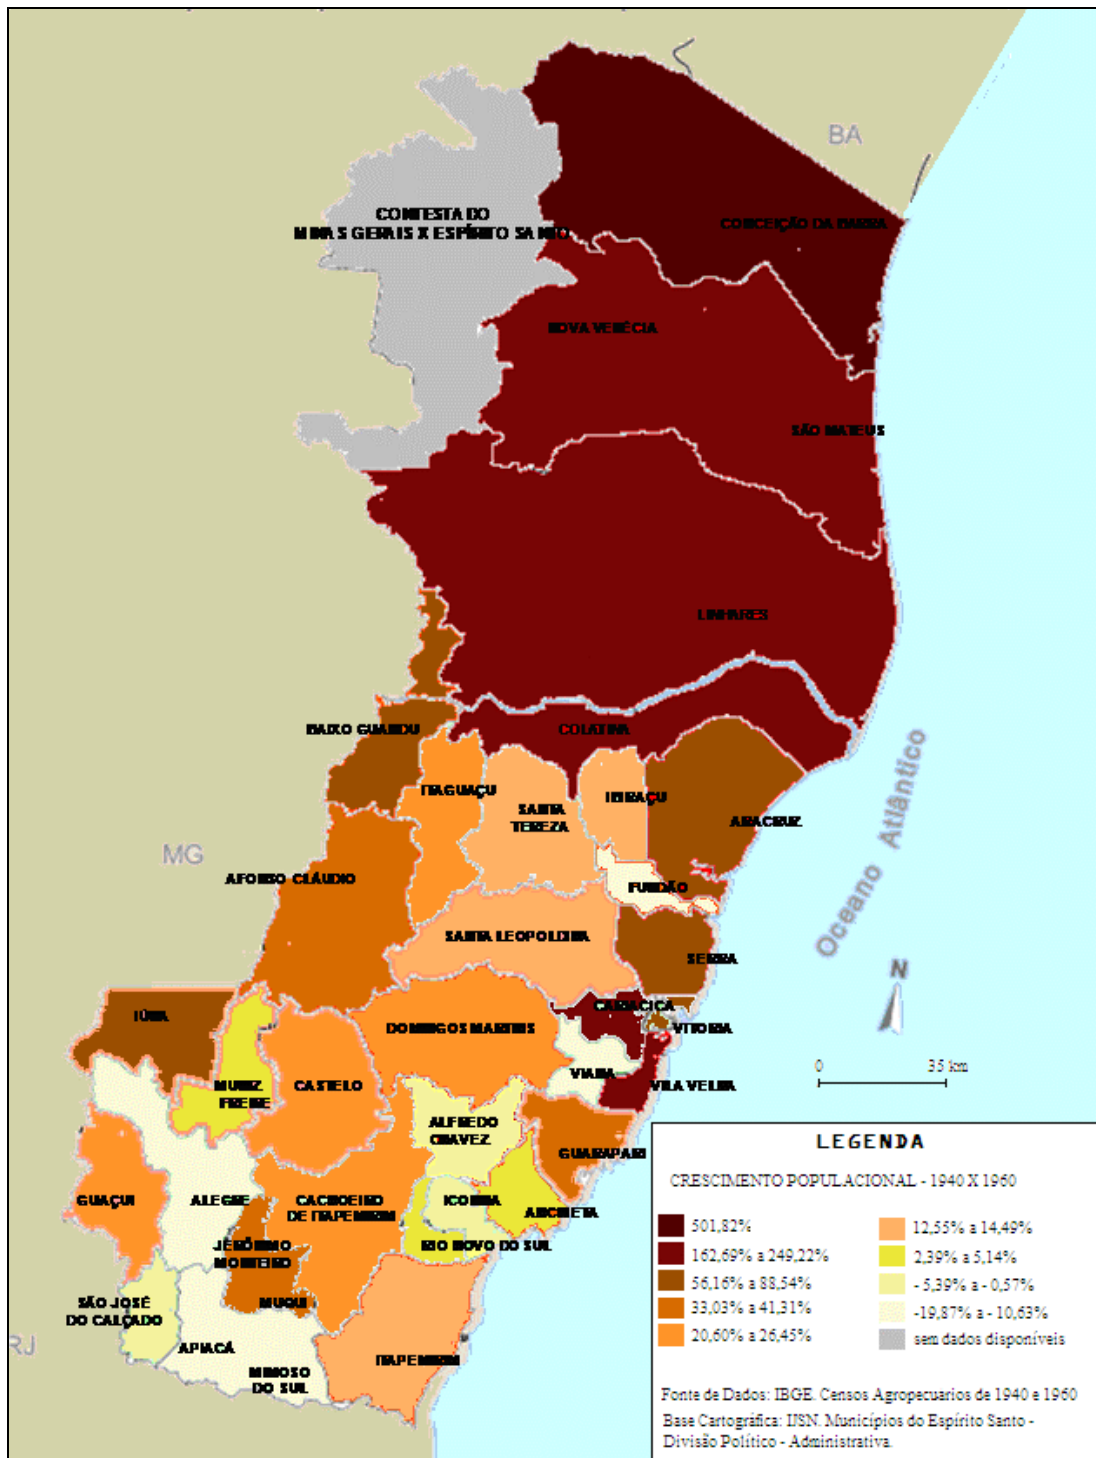 BA
CONTESTADO
MINAS GERAIS X ESPÍRITO SANTO
CONCEIÇÃO DA BARRA
NOVA VENÉCIA
SÃO MATEUS
LINHARES
BAIXO GUANDU
COLATINA
ITAGUAÇU
IBIRAÇU
SANTA
TEREZA
ARACRUZ
MG
AFONSO CLÁUDIO
FUNDÃO
Oceano Atlântico
SANTA LEOPOLDINA
SERRA
N
CARIACICA
IÚNA
DOMINGOS MARTINS
VITORIA
0 35 km
VIANA
MUNIZ
FREIRE
CASTELO
VILA VELHA
ALFREDO
CHAVEZ
GUARAPARI
GUAÇUI
ALEGRE
CACHOEIRO
DE ITAPEMIRIM
ICONHA
ANCHIETA
JERÔNIMO
MONTEIRO
RIO NOVO DO SUL
SÃO JOSÉ
DO CALÇADO
MUQUI
RJ
APIACÁ
MIMOSO
DO SUL
ITAPEMIRIM
LEGENDA
CRESCIMENTO POPULACIONAL - 1940 X 1960
501,82%
162,69% a 249,22%
56,16% a 88,54%
33,03% a 41,31%
20,60% a 26,45%
12,55% a 14,49%
2,39% a 5,14%
- 5,39% a - 0,57%
-19,87% a - 10,63%
sem dados disponíveis
Fonte de Dados: IBGE. Censos Agropecuarios de 1940 e 1960
Base Cartográfica: IJSN. Municípios do Espírito Santo -
Divisão Político - Administrativa.